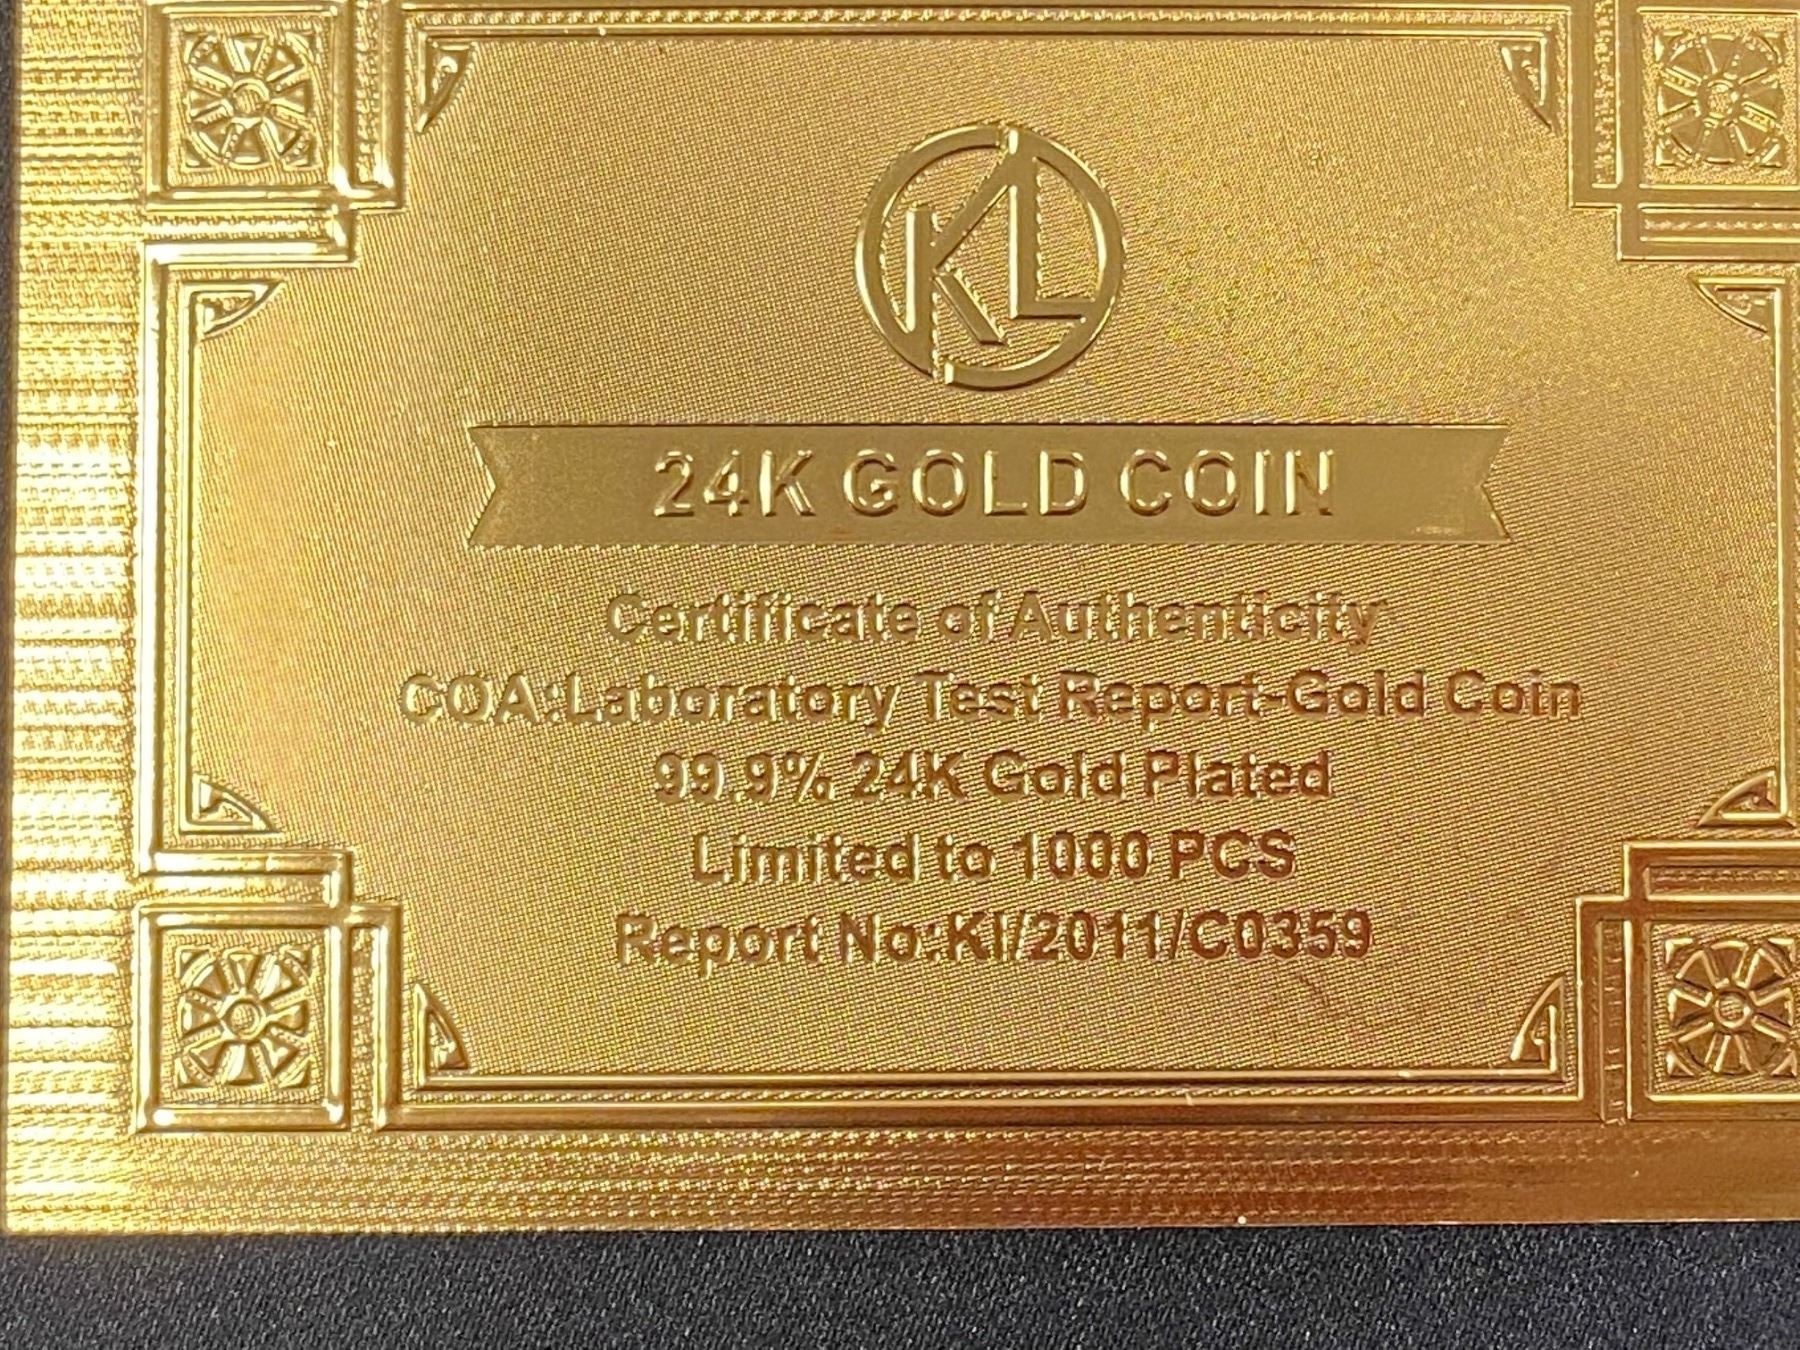 KL
24K GOLD COIN
Certificate of Authenticity
COA:Laboratory Test Report-Gold Coin
99.9% 24K Gold Plated
Limited to 1000 PCS
Report No:KI/2011/C0359